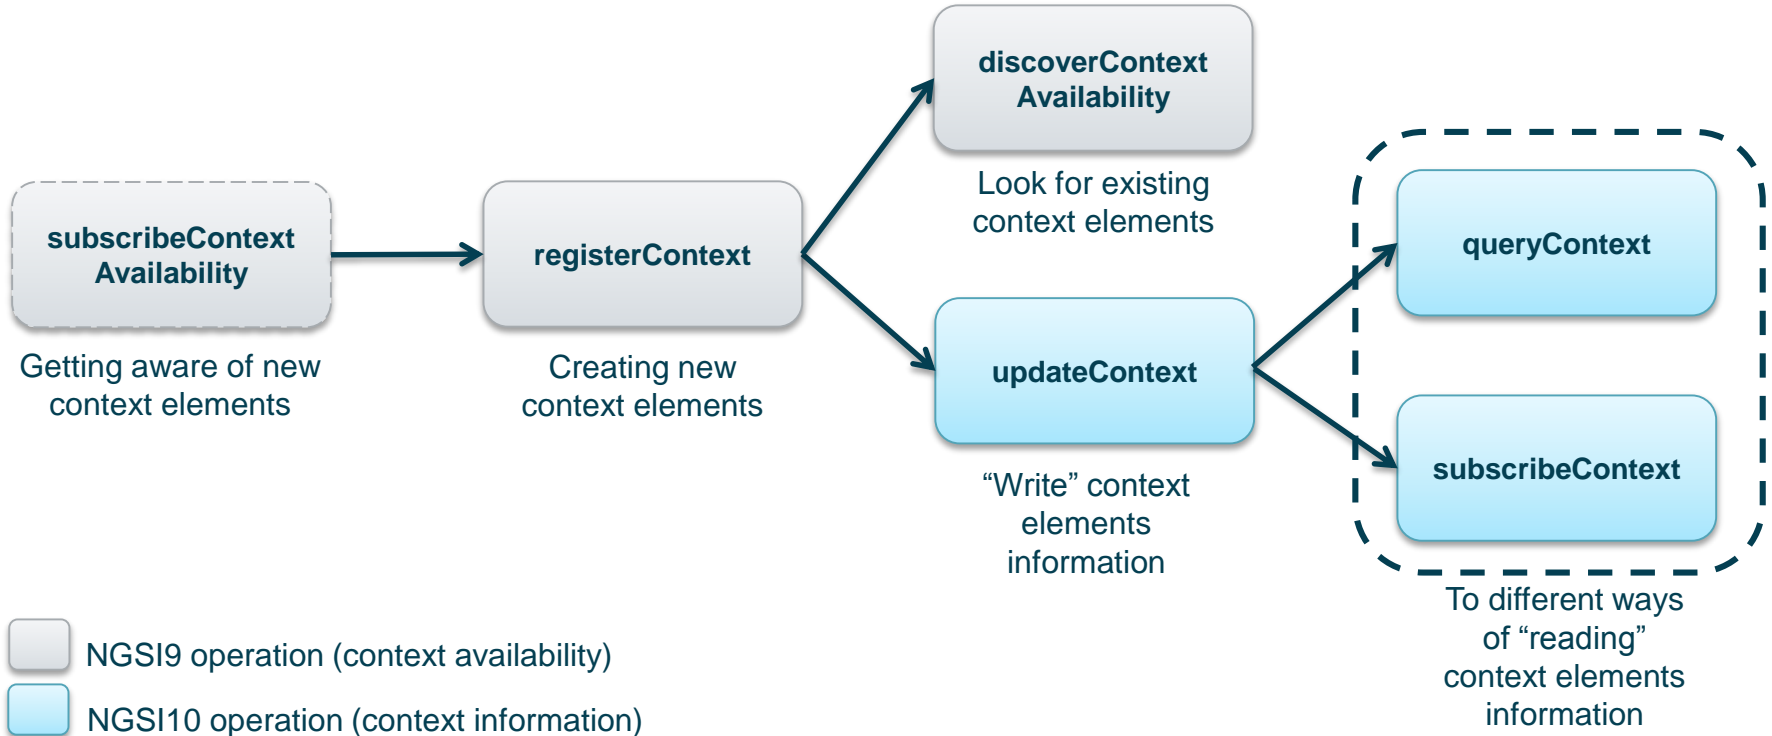 subscribeContext
Availability
Getting aware of new
context elements
registerContext
Creating new
context elements
discoverContext
Availability
Look for existing
context elements
updateContext
“Write” context
elements
information
queryContext
subscribeContext
To different ways
of “reading”
context elements
information
NGSI9 operation (context availability)
NGSI10 operation (context information)